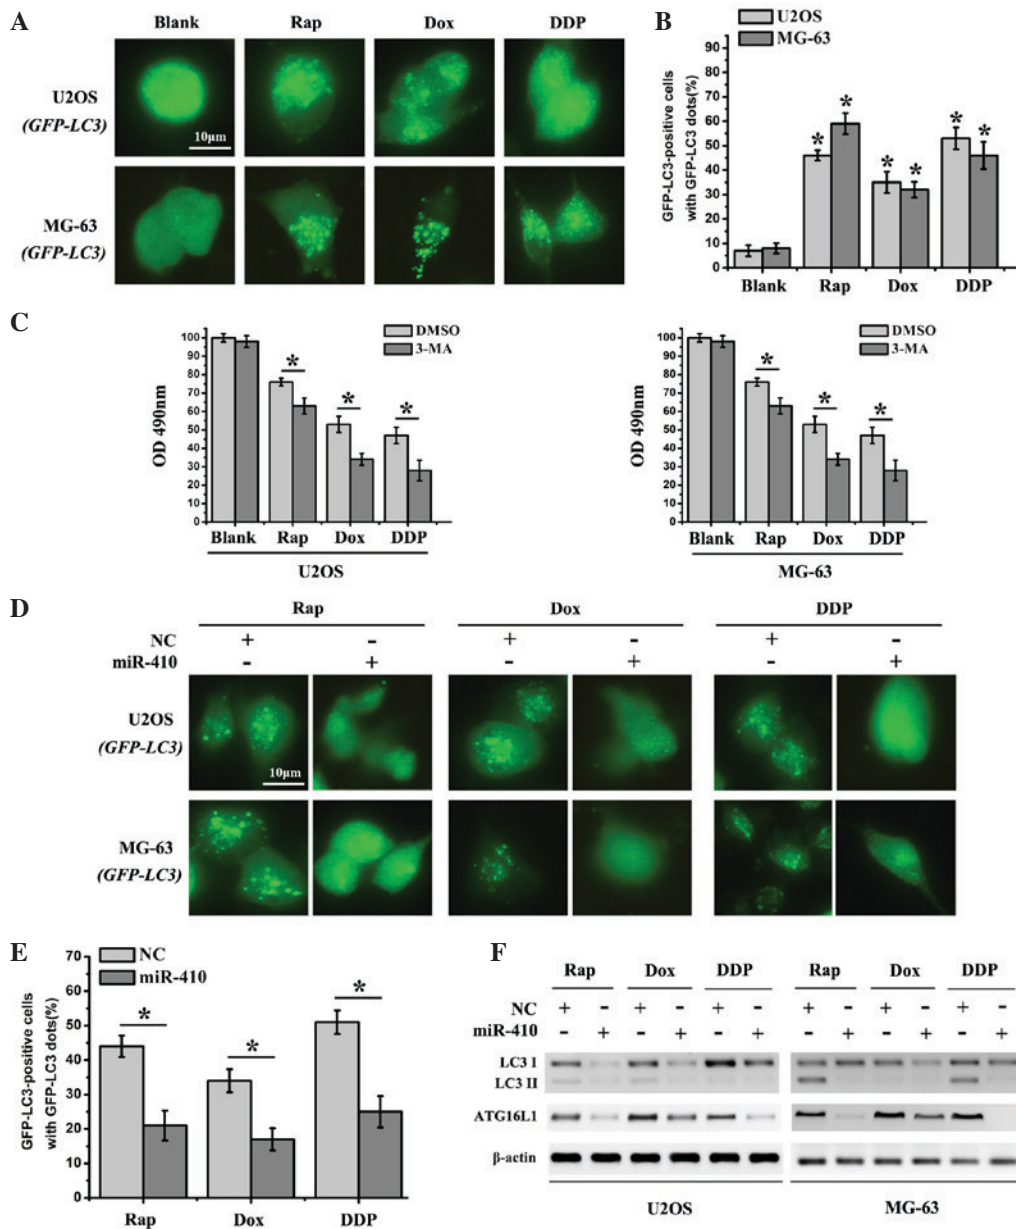 A
Blank Rap Dox DDP
U2OS
(GFP-LC3)
10μm
MG-63
(GFP-LC3)
B
U2OS
MG-63
GFP-LC3-positive cells
with GFP-LC3 dots(%)
90
80
70
60
50
40
30
20
10
0
* * * * * *
Blank Rap Dox DDP
C
DMSO
3-MA
OD 490nm
100
90
80
70
60
50
40
30
20
10
0
* * *
Blank Rap Dox DDP
U2OS
DMSO
3-MA
OD 490nm
100
90
80
70
60
50
40
30
20
10
0
* * *
Blank Rap Dox DDP
MG-63
D
Rap Dox DDP
NC + - + - + -
miR-410 - + - + - +
U2OS
(GFP-LC3)
10μm
MG-63
(GFP-LC3)
E
NC
miR-410
GFP-LC3-positive cells
with GFP-LC3 dots(%)
70
60
50
40
30
20
10
0
* * *
Rap Dox DDP
F
Rap Dox DDP Rap Dox DDP
NC + - + - + - + - + - + -
miR-410 - + - + - + - + - + - +
LC3 I
LC3 II
ATG16L1
β-actin
U2OS MG-63